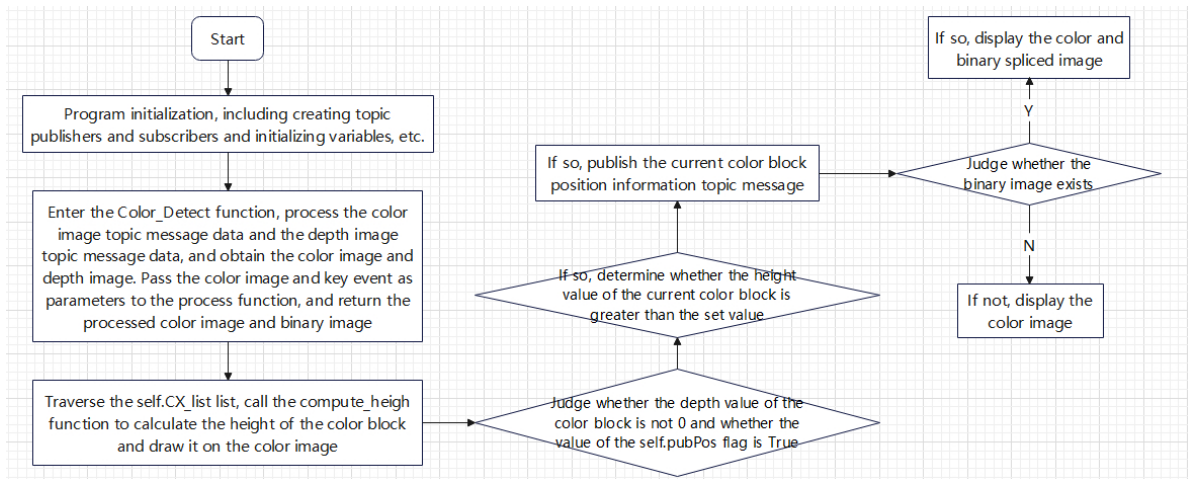 Start
Program initialization, including creating topic
publishers and subscribers and initializing variables, etc.
Enter the Color_Detect function, process the color
image topic message data and the depth image
topic message data, and obtain the color image and
depth image. Pass the color image and key event as
parameters to the process function, and return the
processed color image and binary image
Traverse the self.CX_list list, call the compute_heigh
function to calculate the height of the color block
and draw it on the color image
Judge whether the depth value of the
color block is not 0 and whether the
value of the self.pubPos flag is True
If so, determine whether the height
value of the current color block is
greater than the set value
If so, publish the current color block
position information topic message
Judge whether the
binary image exists
Y
If so, display the color and
binary spliced image
N
If not, display the
color image